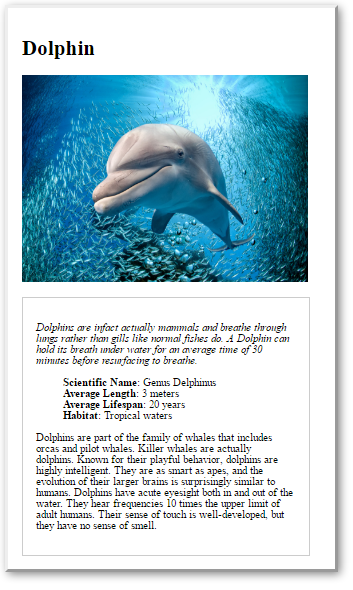 Dolphin
Dolphins are infact actually mammals and breathe through
lungs rather than gills like normal fishes do. A Dolphin can
hold its breath under water for an average time of 30
minutes before resurfacing to breathe.
Scientific Name: Genus Delphinus
Average Length: 3 meters
Average Lifespan: 20 years
Habitat: Tropical waters
Dolphins are part of the family of whales that includes
orcas and pilot whales. Killer whales are actually
dolphins. Known for their playful behavior, dolphins are
highly intelligent. They are as smart as apes, and the
evolution of their larger brains is surprisingly similar to
humans. Dolphins have acute eyesight both in and out of the
water. They hear frequencies 10 times the upper limit of
adult humans. Their sense of touch is well-developed, but
they have no sense of smell.